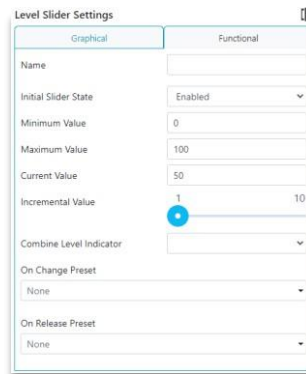 Level Slider Settings
Graphical Functional
Name
Initial Slider State Enabled
Minimum Value 0
Maximum Value 100
Current Value 50
Incremental Value 1 10
Combine Level Indicator
On Change Preset
None
On Release Preset
None